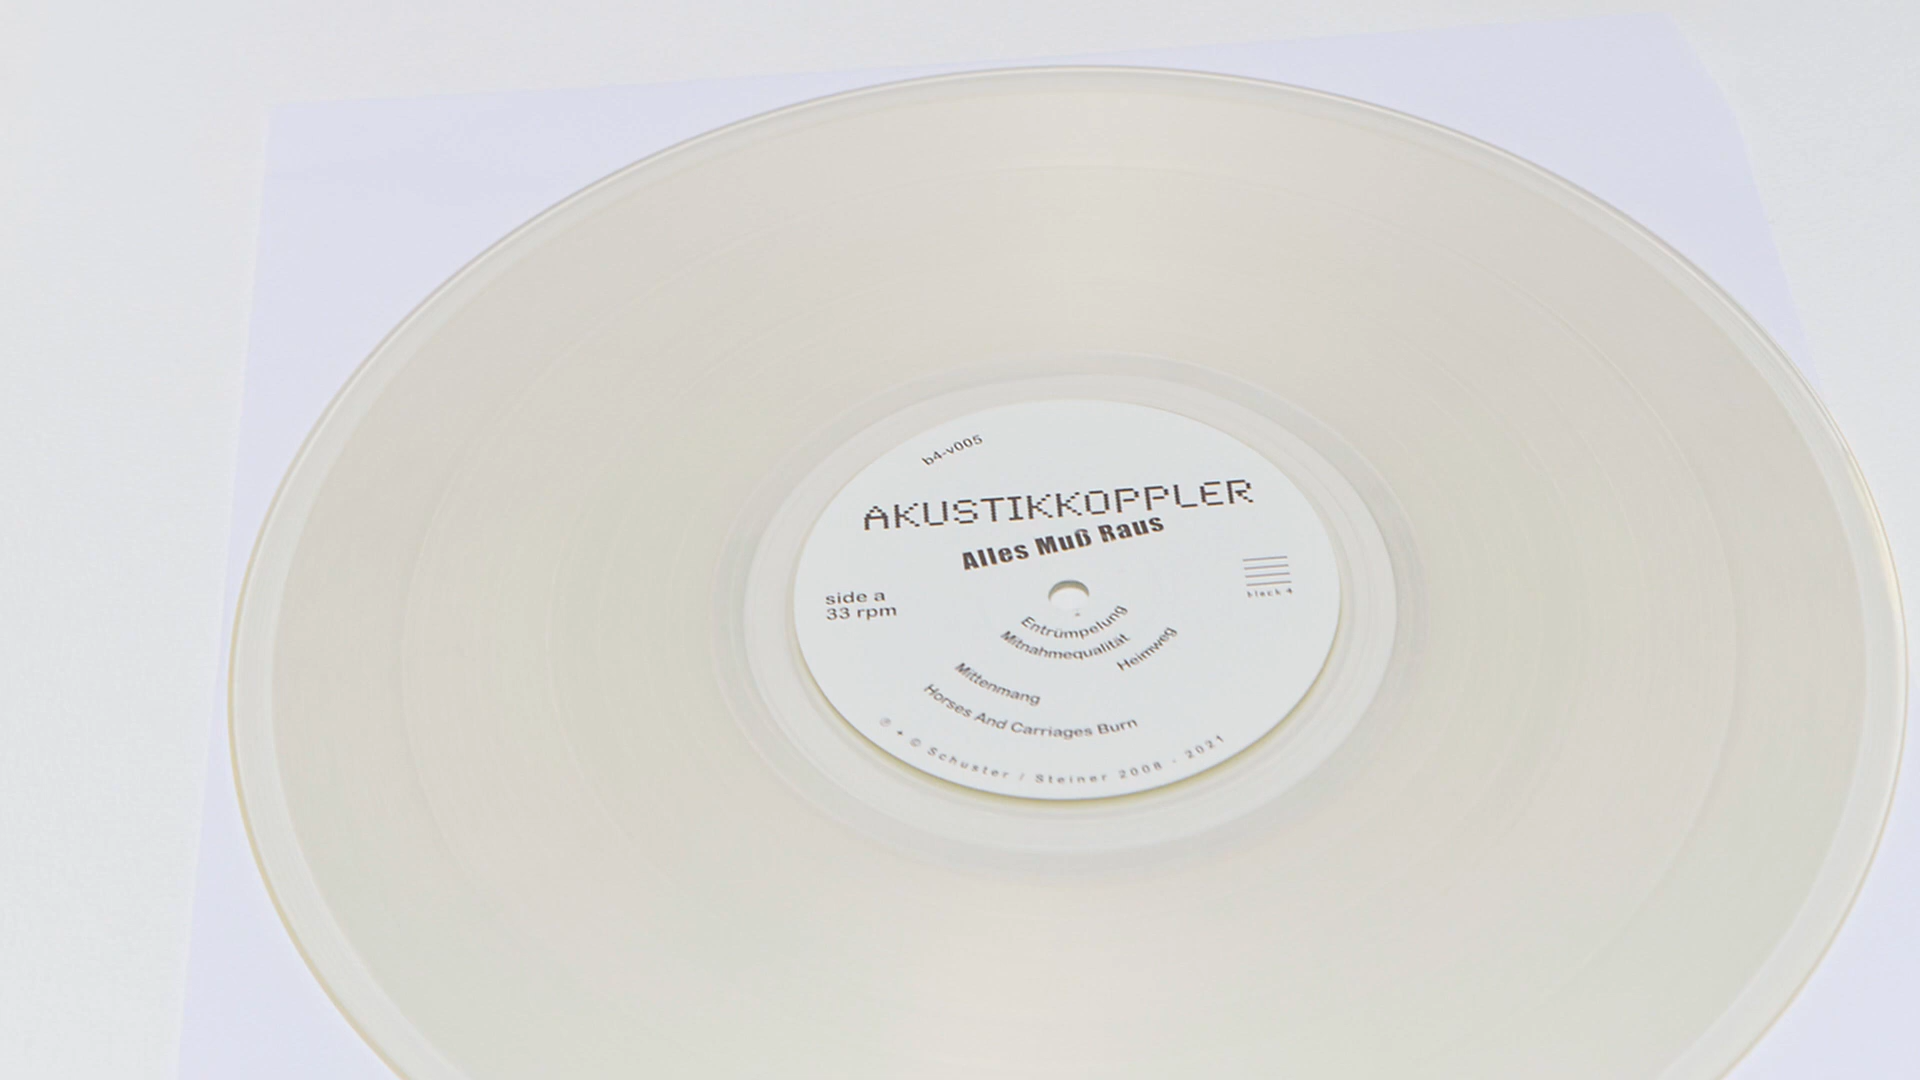 b4-v005
AKUSTIKKOPPLER
Alles Muß Raus
side a
33 rpm
block 4
Entrümpelung
Mitnahmequalität
Heimweg
Mittenmang
Horses And Carriages Burn
℗ + © Schuster / Steiner 2008 - 2021